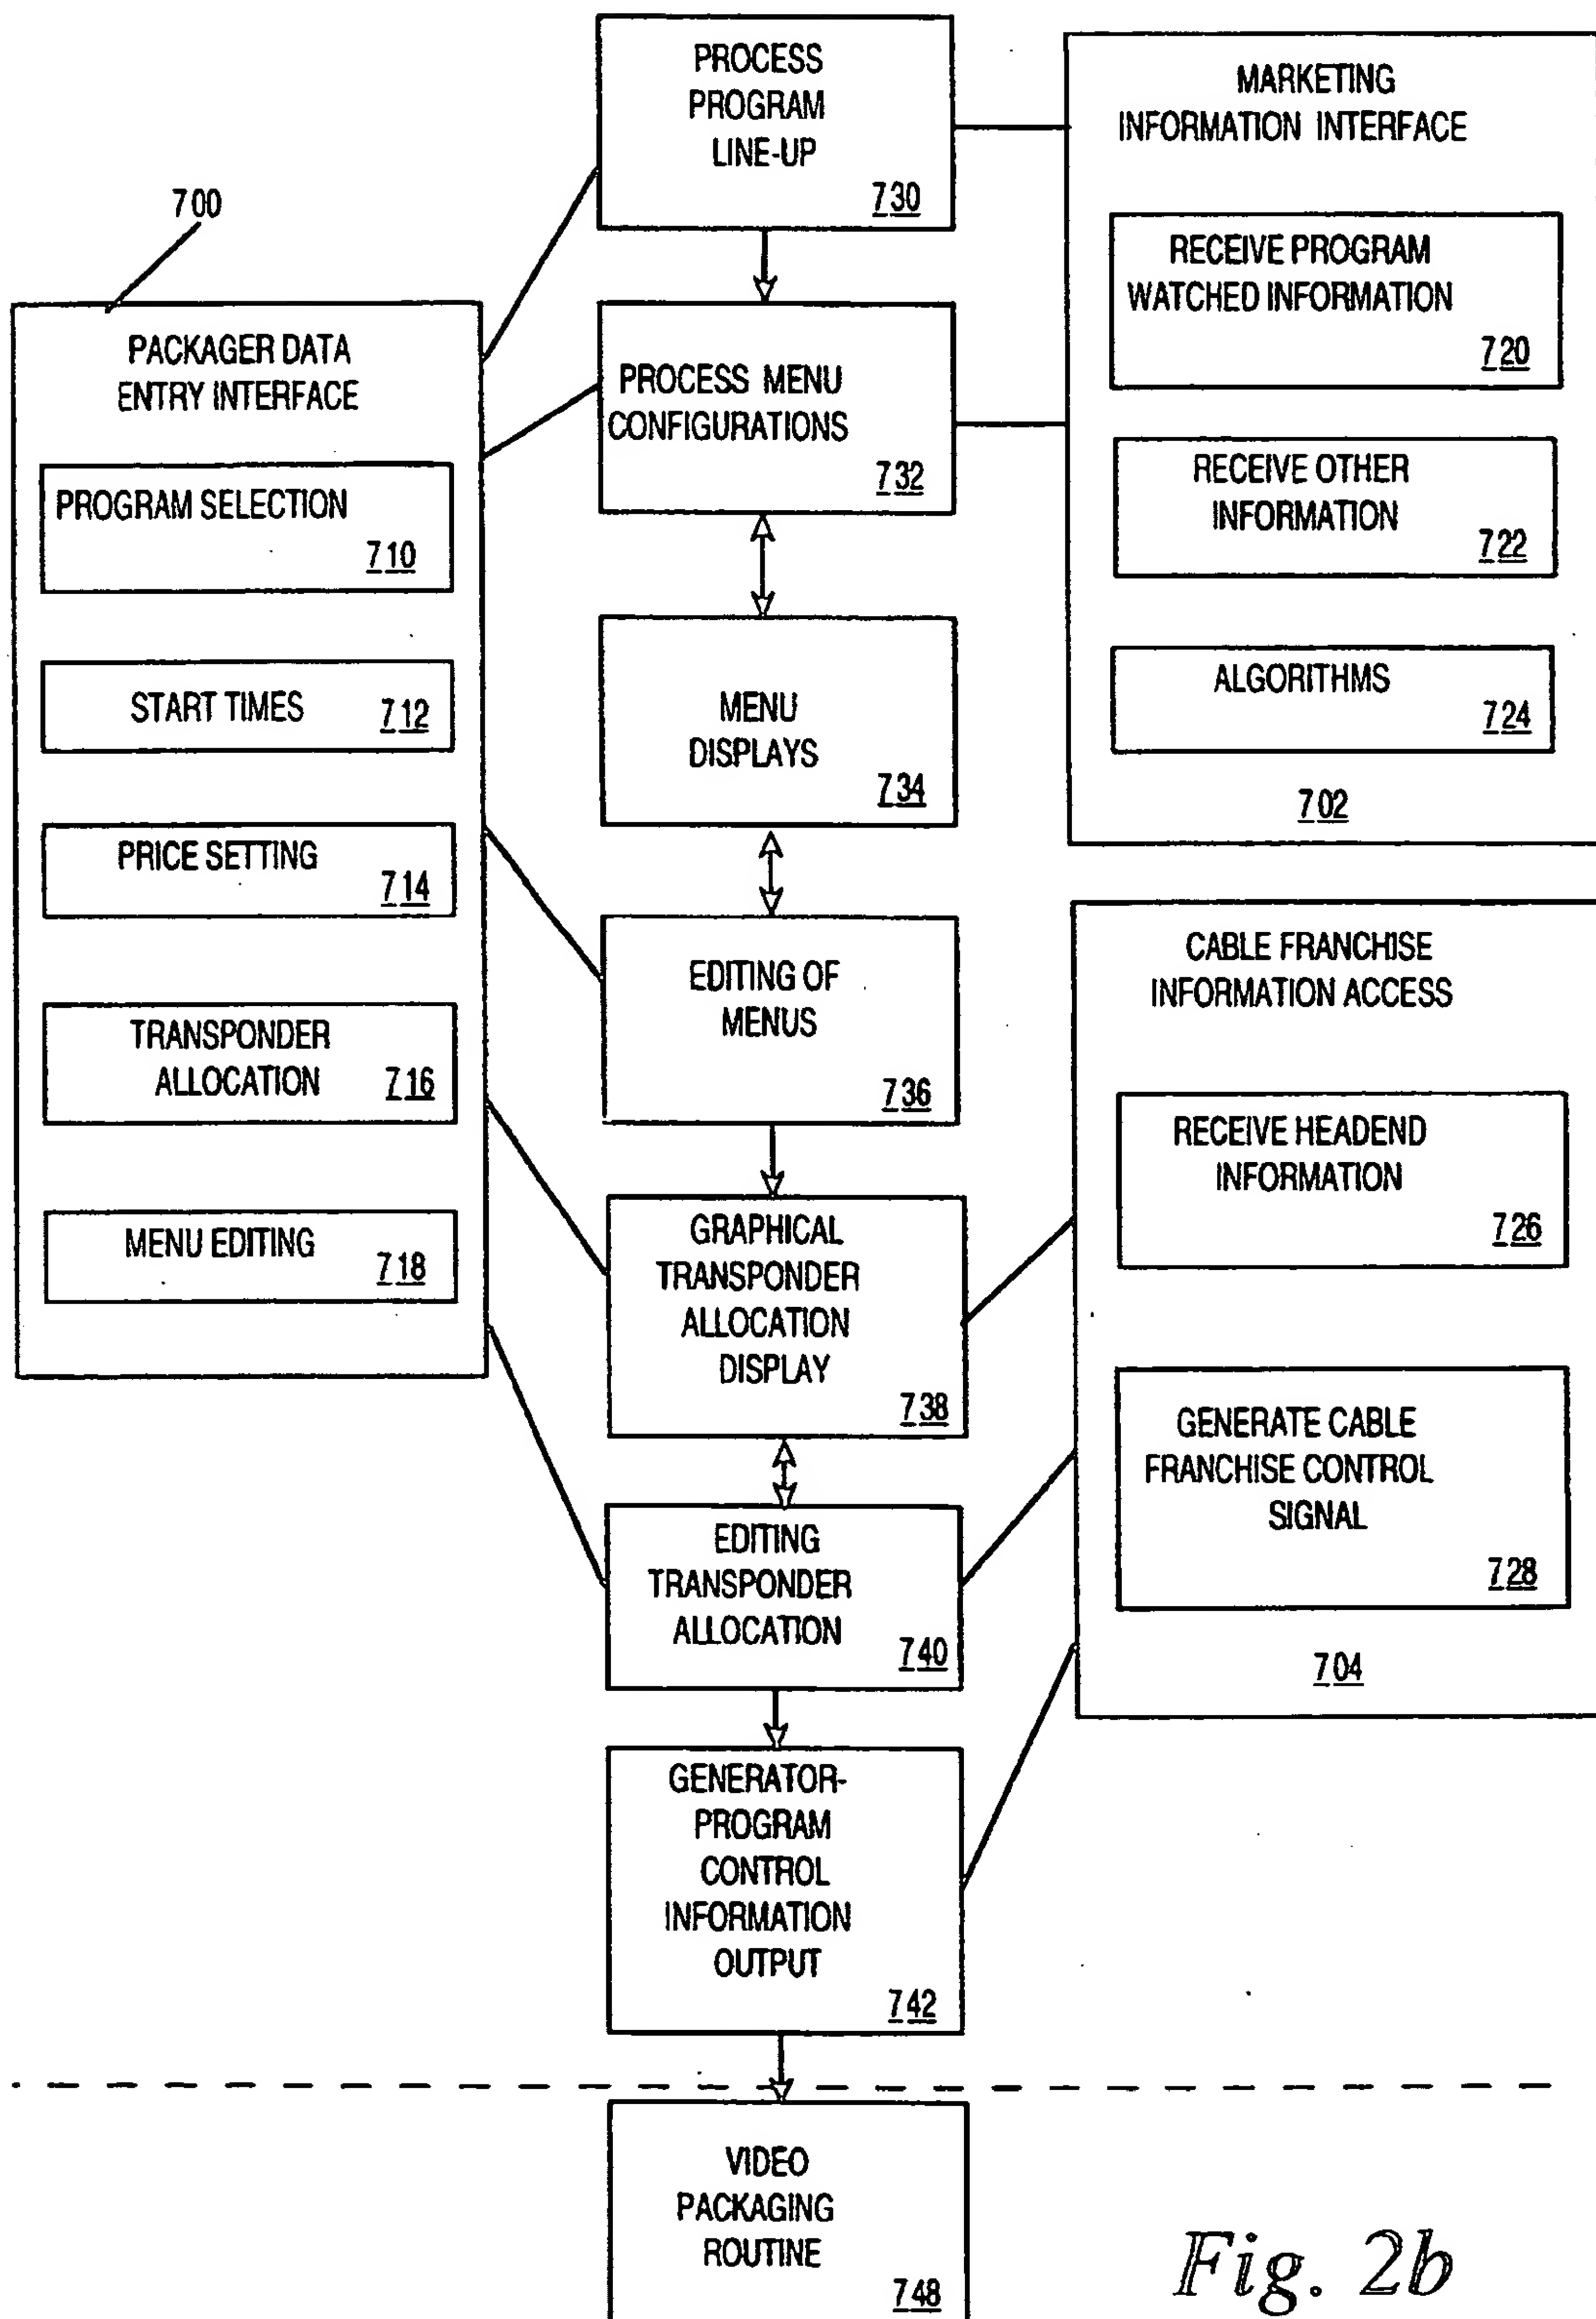 700
PACKAGER DATA
ENTRY INTERFACE
PROGRAM SELECTION
710
START TIMES
712
PRICE SETTING
714
TRANSPONDER
ALLOCATION
716
MENU EDITING
718
PROCESS
PROGRAM
LINE-UP
730
PROCESS MENU
CONFIGURATIONS
732
MENU
DISPLAYS
734
EDITING OF
MENUS
736
GRAPHICAL
TRANSPONDER
ALLOCATION
DISPLAY
738
EDITING
TRANSPONDER
ALLOCATION
740
GENERATOR-
PROGRAM
CONTROL
INFORMATION
OUTPUT
742
VIDEO
PACKAGING
ROUTINE
748
MARKETING
INFORMATION INTERFACE
RECEIVE PROGRAM
WATCHED INFORMATION
720
RECEIVE OTHER
INFORMATION
722
ALGORITHMS
724
702
CABLE FRANCHISE
INFORMATION ACCESS
RECEIVE HEADEND
INFORMATION
726
GENERATE CABLE
FRANCHISE CONTROL
SIGNAL
728
704
Fig. 2b